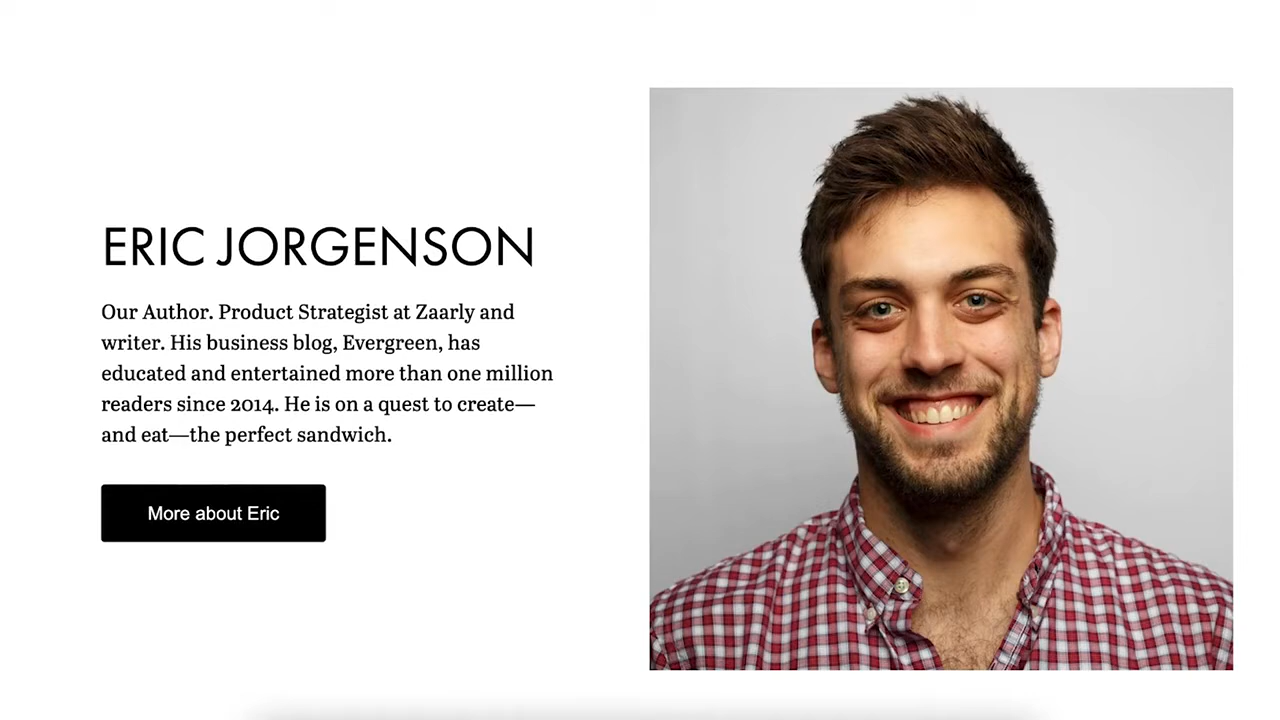 ERIC JORGENSON
Our Author. Product Strategist at Zaarly and
writer. His business blog, Evergreen, has
educated and entertained more than one million
readers since 2014. He is on a quest to create—
and eat—the perfect sandwich.
More about Eric